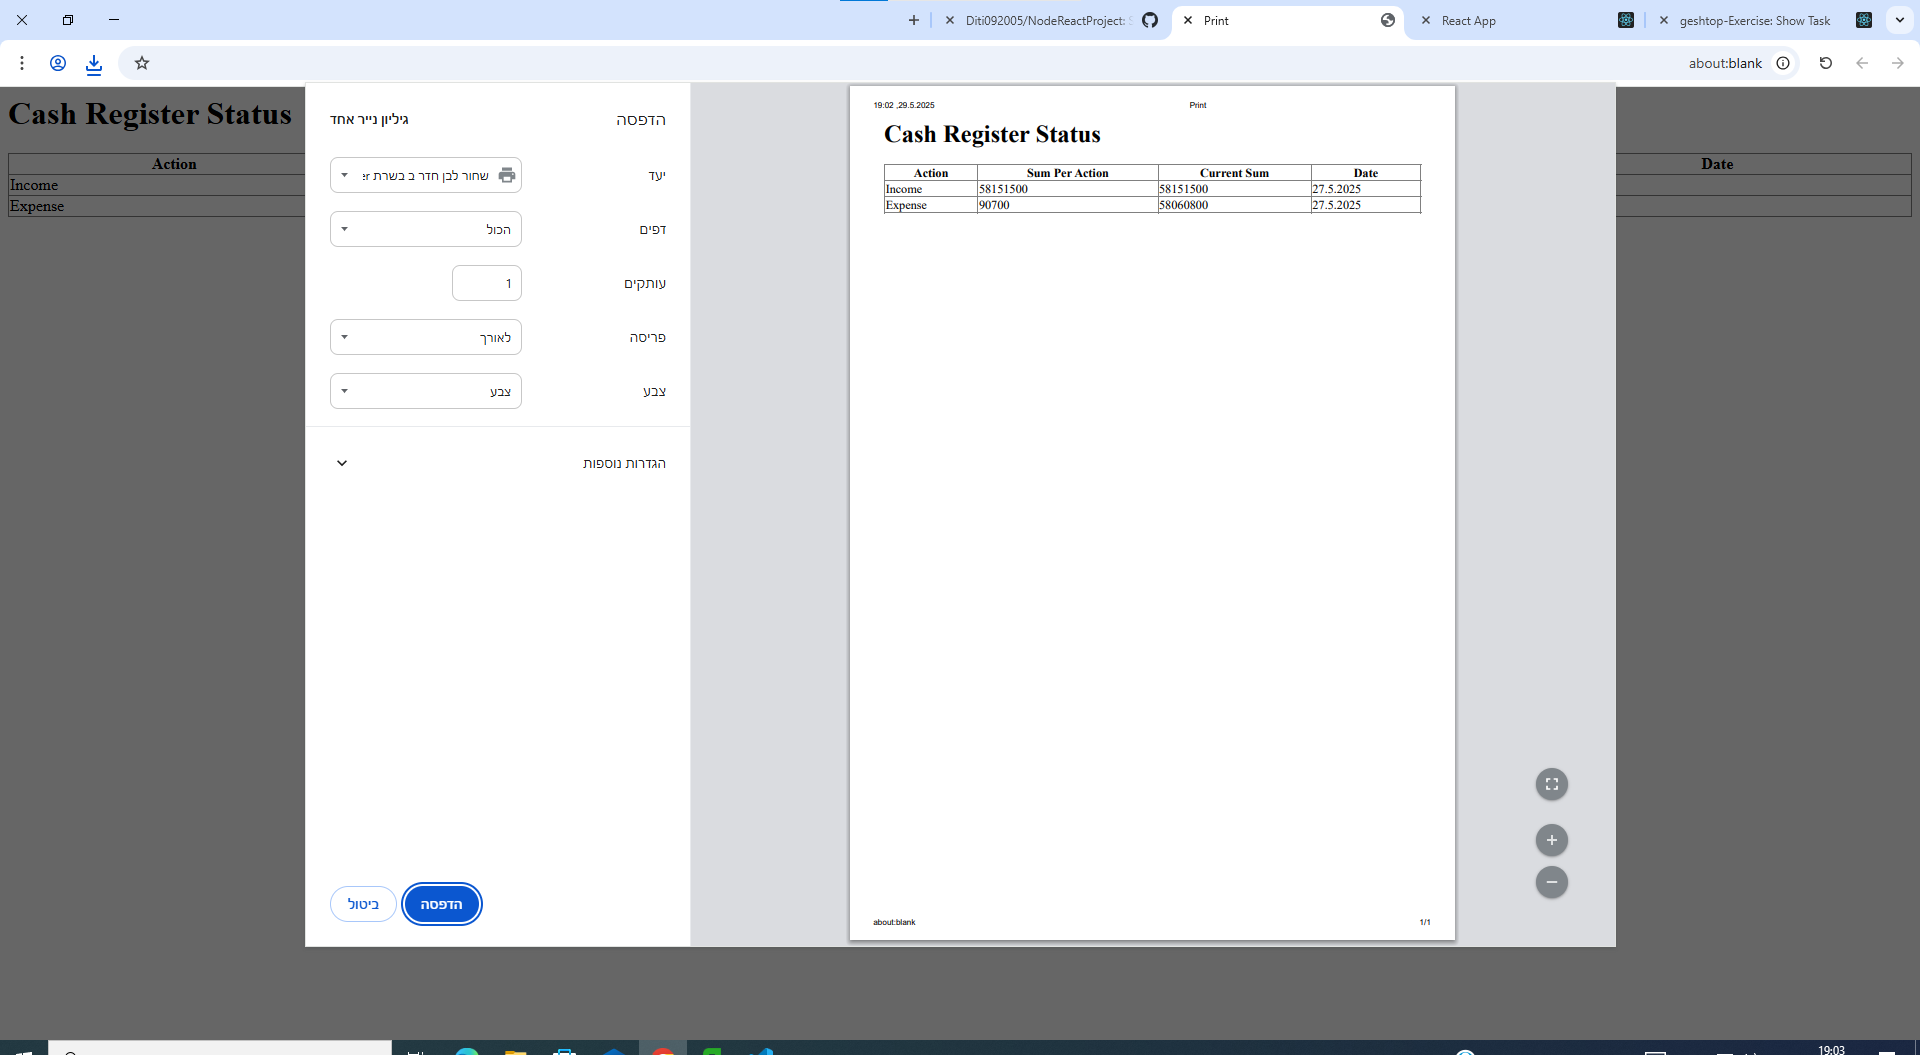 Diti092005/NodeReactProject:
Print
React App
geshtop-Exercise: Show Task
about:blank
Cash Register Status
Action
Date
Income
Expense
הדפסה
גיליון נייר אחד
יעד
שחור לבן חדר ב בשרת er
דפים
הכול
עותקים
1
פריסה
לאורך
צבע
צבע
הגדרות נוספות
הדפסה
ביטול
19:02 ,29.5.2025
Print
Cash Register Status
Action Sum Per Action Current Sum Date
Income 58151500 58151500 27.5.2025
Expense 90700 58060800 27.5.2025
about:blank
1/1
19:03